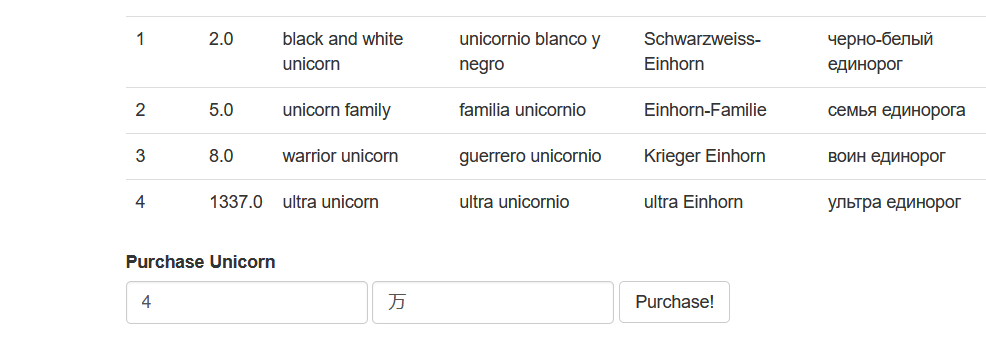 1 2.0 black and white unicorn unicornio blanco y negro Schwarzweiss-Einhorn черно-белый единорог
2 5.0 unicorn family familia unicornio Einhorn-Familie семья единорога
3 8.0 warrior unicorn guerrero unicornio Krieger Einhorn воин единорог
4 1337.0 ultra unicorn ultra unicornio ultra Einhorn ультра единорог
Purchase Unicorn
4 万 Purchase!